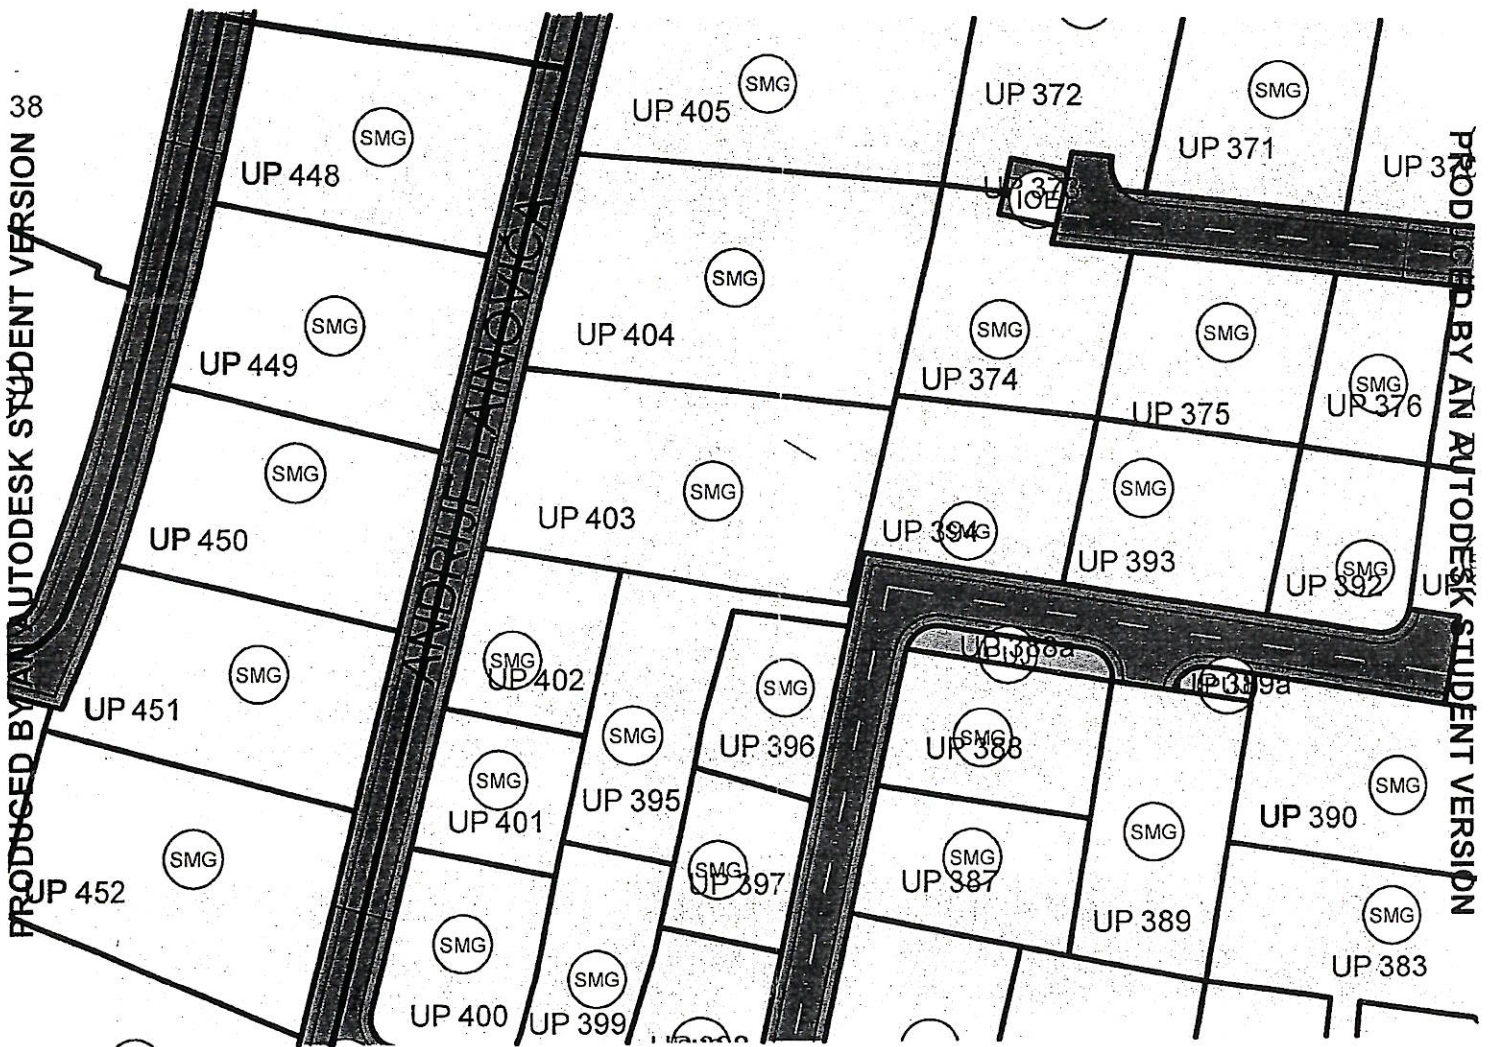 PRODUCED BY AN AUTODESK STUDENT VERSION
38
SMG
UP 448
SMG
UP 449
SMG
UP 450
SMG
UP 451
SMG
UP 452
ANDRIJE LAINOVIĆA
SMG
UP 405
UP 372
SMG
UP 371
SMG
UP 404
SMG
UP 374
SMG
UP 375
SMG
UP 376
SMG
UP 403
SMG
UP 394
SMG
UP 393
SMG
UP 392
SMG
UP 402
SMG
UP 401
SMG
UP 400
SMG
UP 395
SMG
UP 399
SMG
UP 396
SMG
UP 397
UP 388a
SMG
UP 388
SMG
UP 387
SMG
UP 389
SMG
UP 390
SMG
UP 383
PRODUCED BY AN AUTODESK STUDENT VERSION